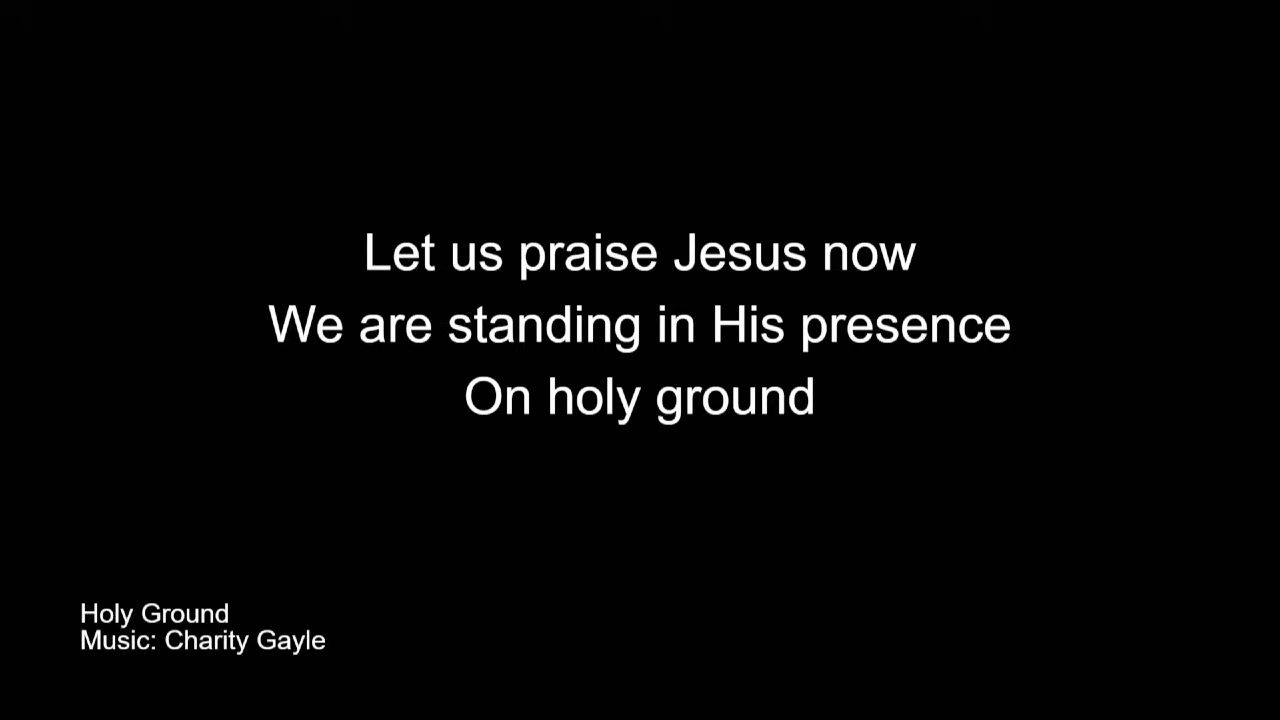 Let us praise Jesus now
We are standing in His presence
On holy ground
Holy Ground
Music: Charity Gayle